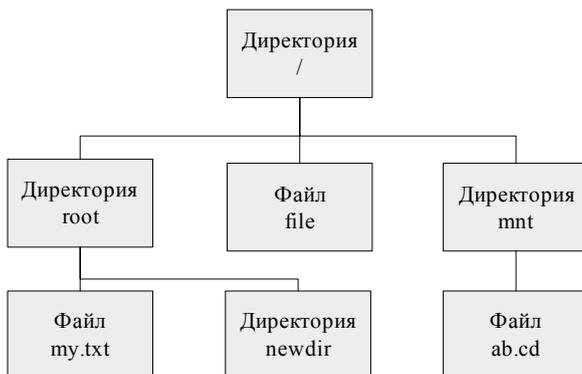 Директория
/
Директория
root
Файл
file
Директория
mnt
Файл
my.txt
Директория
newdir
Файл
ab.cd